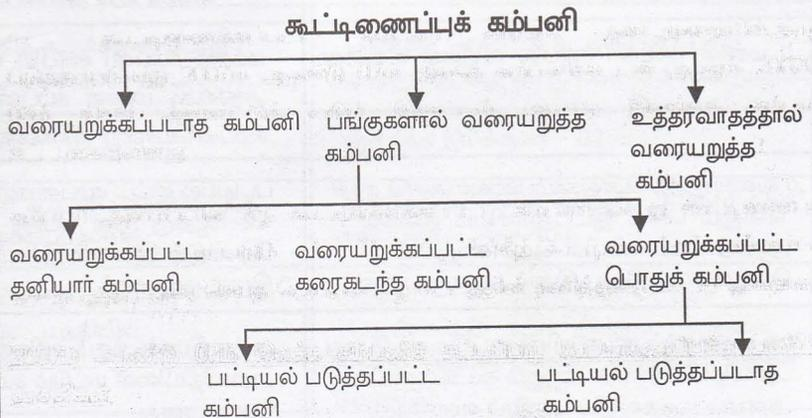 கூட்டிணைப்புக் கம்பனி
வரையறுக்கப்படாத கம்பனி
பங்குகளால் வரையறுத்த
கம்பனி
உத்தரவாதத்தால்
வரையறுத்த
கம்பனி
வரையறுக்கப்பட்ட
தனியார் கம்பனி
வரையறுக்கப்பட்ட
கரைகடந்த கம்பனி
வரையறுக்கப்பட்ட
பொதுக் கம்பனி
பட்டியல் படுத்தப்பட்ட
கம்பனி
பட்டியல் படுத்தப்படாத
கம்பனி